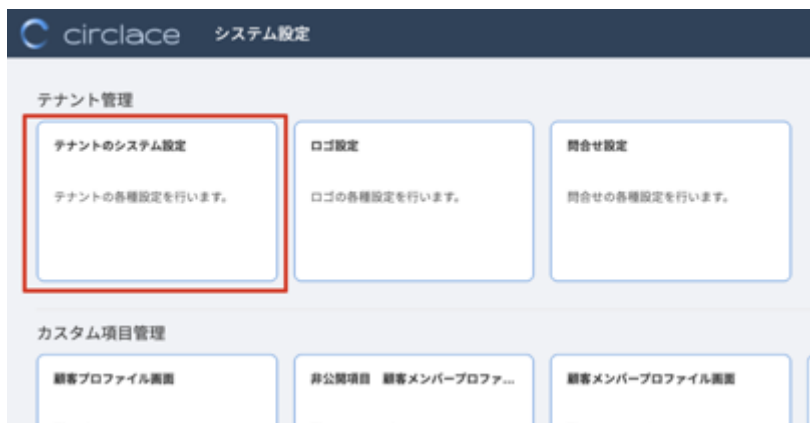 circlace システム設定
テナント管理
テナントのシステム設定 ロゴ設定 問合せ設定
テナントの各種設定を行います。 ロゴの各種設定を行います。 問合せの各種設定を行います。
カスタム項目管理
顧客プロファイル画面 非公開項目 顧客メンバープロファ... 顧客メンバープロファイル画面